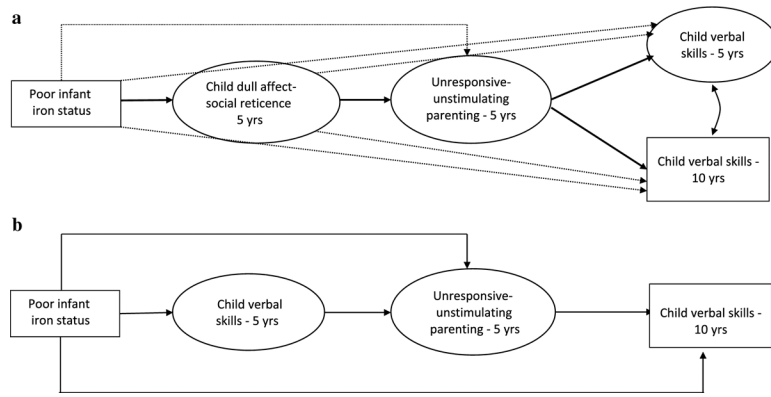 a
Child verbal
skills - 5 yrs
Poor infant
iron status
Child dull affect-
social reticence
5 yrs
Unresponsive-
unstimulating
parenting - 5 yrs
Child verbal skills -
10 yrs
b
Poor infant
iron status
Child verbal
skills - 5 yrs
Unresponsive-
unstimulating
parenting - 5 yrs
Child verbal skills -
10 yrs